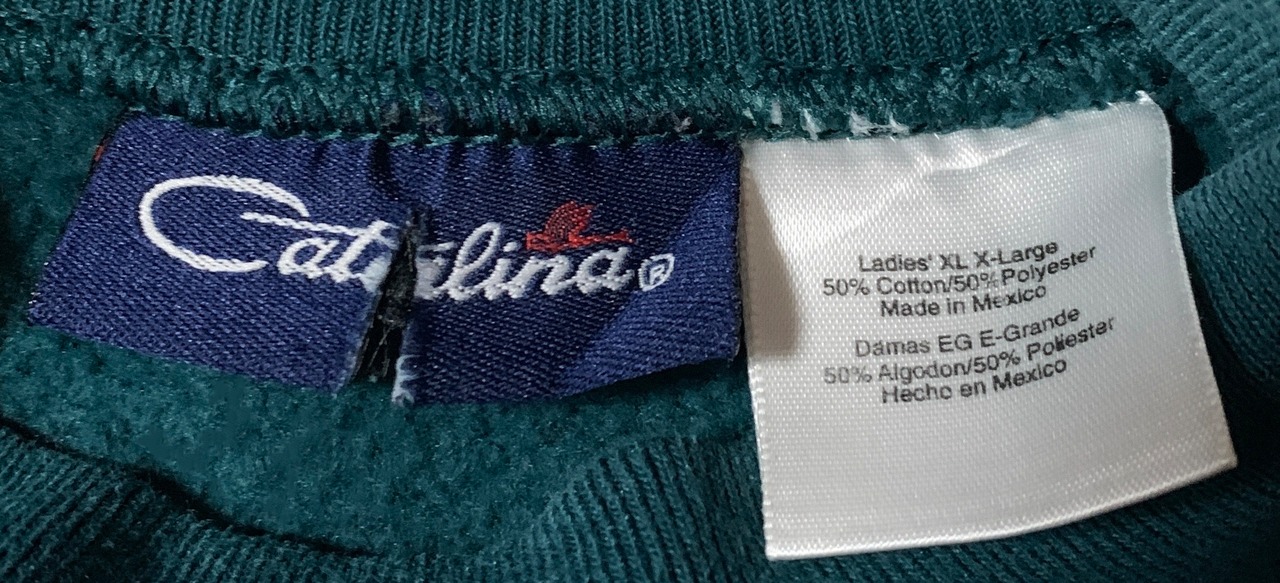 Catalina®
Ladies' XL X-Large
50% Cotton/50% Polyester
Made in Mexico
Damas EG E-Grande
50% Algodon/50% Poliester
Hecho en Mexico